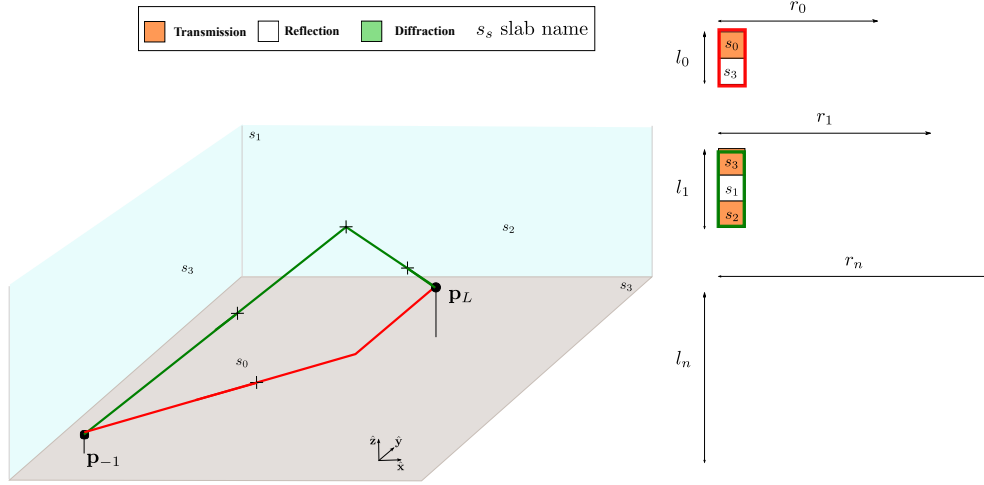 Transmission Reflection Diffraction s_s slab name
r_0
l_0
s_0
s_3
r_1
l_1
s_3
s_1
s_2
r_n
l_n
s_1
s_2
s_3
s_3
p_L
s_0
p_{-1}
ẑ
ŷ
x̂